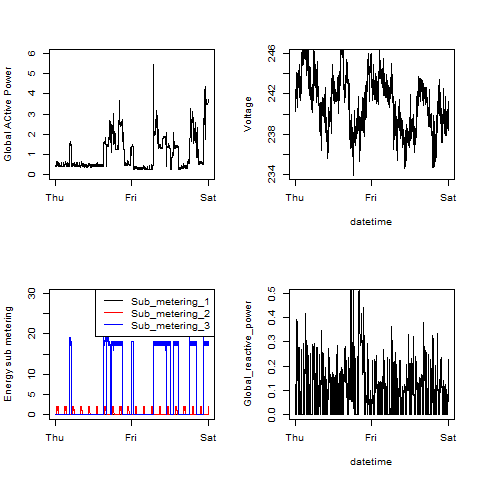 Global ACtive Power
0 1 2 3 4 5 6
Thu Fri Sat
Voltage
234 238 242 246
Thu Fri Sat
datetime
Energy sub metering
0 5 10 20 30
Sub_metering_1
Sub_metering_2
Sub_metering_3
Thu Fri Sat
Global_reactive_power
0.0 0.1 0.2 0.3 0.4 0.5
Thu Fri Sat
datetime